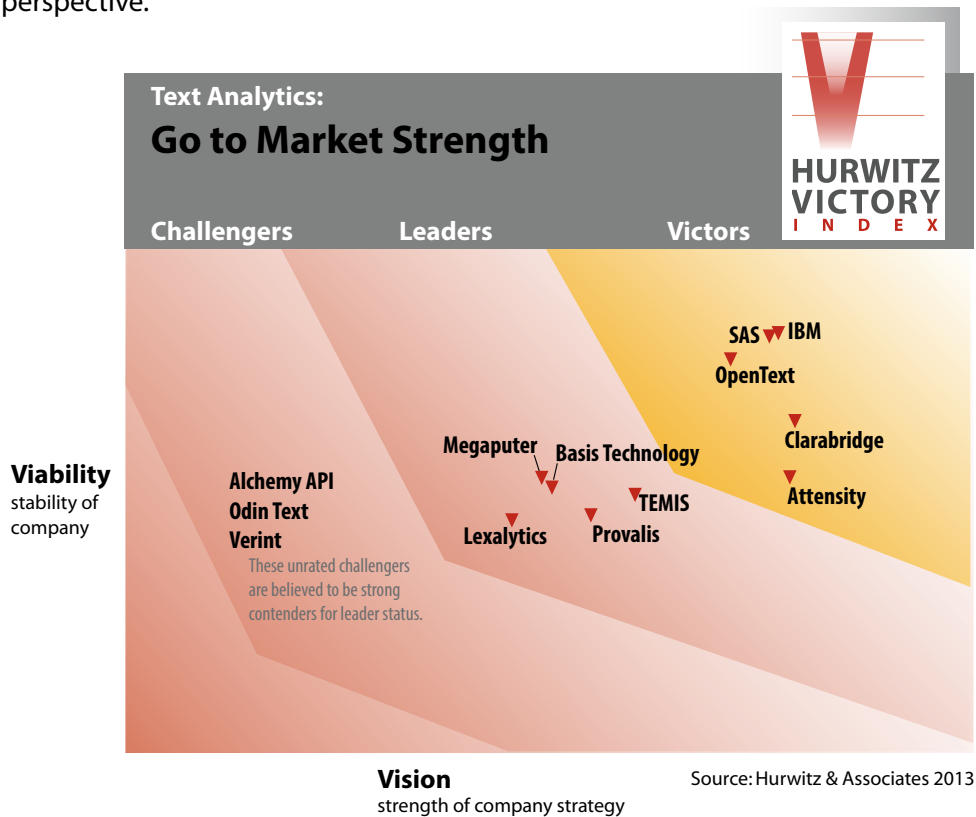 perspective.
Text Analytics:
Go to Market Strength
HURWITZ
VICTORY
INDEX
Challengers
Leaders
Victors
SAS
IBM
OpenText
Clarabridge
Attensity
Megaputer
Basis Technology
TEMIS
Lexalytics
Provalis
Viability
stability of
company
Alchemy API
Odin Text
Verint
These unrated challengers
are believed to be strong
contenders for leader status.
Vision
strength of company strategy
Source: Hurwitz & Associates 2013